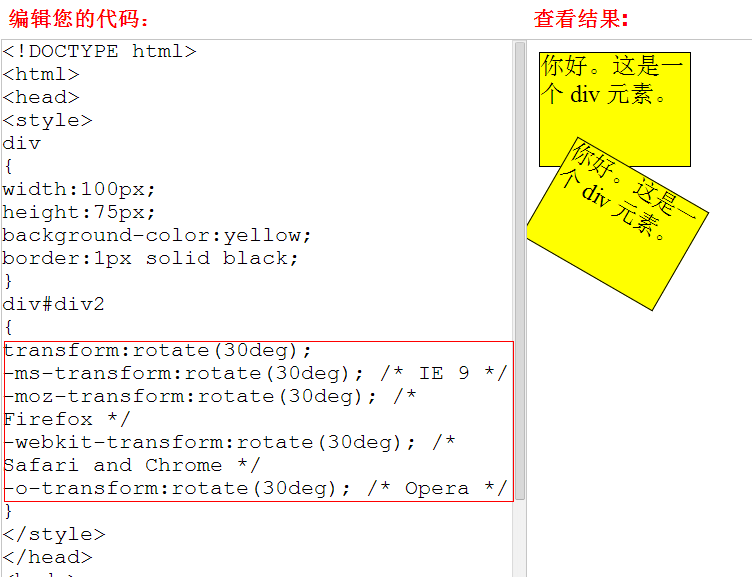 编辑您的代码：
查看结果:
<!DOCTYPE html>
<html>
<head>
<style>
div
{
width:100px;
height:75px;
background-color:yellow;
border:1px solid black;
}
div#div2
{
transform:rotate(30deg);
-ms-transform:rotate(30deg); /* IE 9 */
-moz-transform:rotate(30deg); /*
Firefox */
-webkit-transform:rotate(30deg); /*
Safari and Chrome */
-o-transform:rotate(30deg); /* Opera */
}
</style>
</head>
你好。这是一
个 div 元素。
你好。这是一
个 div 元素。